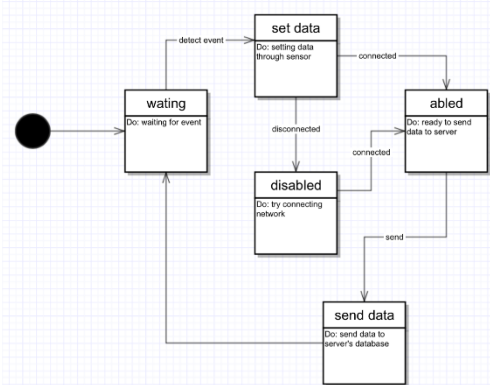 set data
Do: setting data
through sensor
detect event
connected
wating
Do: waiting for event
abled
Do: ready to send
data to server
disconnected
connected
disabled
Do: try connecting
network
send
send data
Do: send data to
server's database